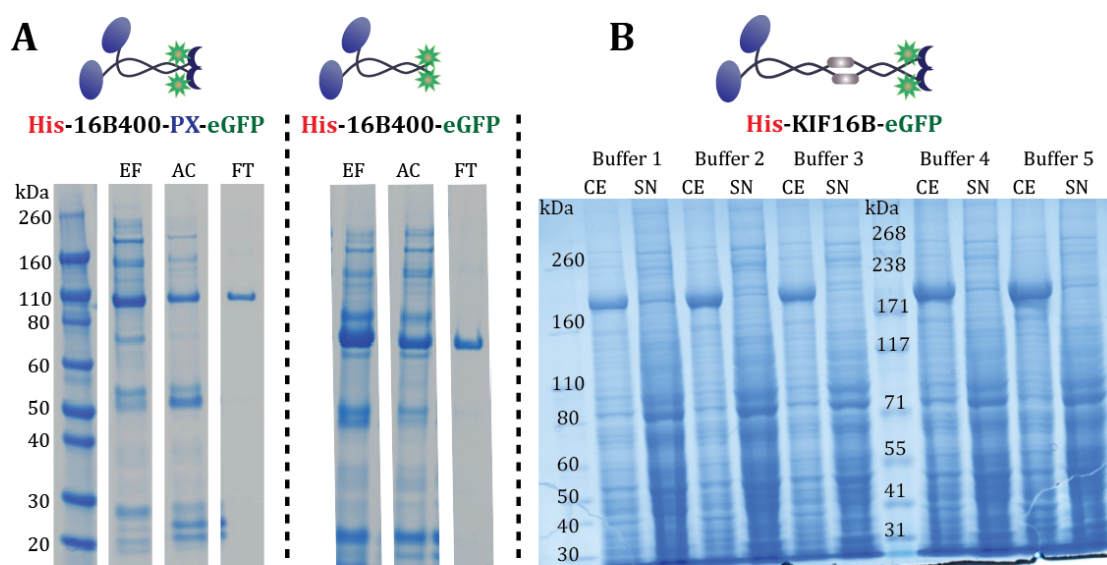 A
His-16B400-PX-eGFP
EF AC FT
kDa
260
160
110
80
60
50
40
30
20
His-16B400-eGFP
EF AC FT
B
His-KIF16B-eGFP
Buffer 1 Buffer 2 Buffer 3 Buffer 4 Buffer 5
CE SN CE SN CE SN CE SN CE SN
kDa
260
160
110
80
60
50
40
30
kDa
268
238
171
117
71
55
41
31